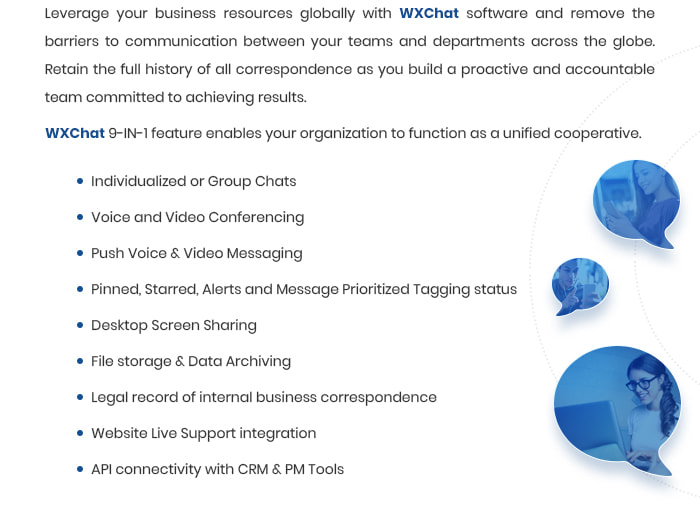 Leverage your business resources globally with WXChat software and remove the
barriers to communication between your teams and departments across the globe.
Retain the full history of all correspondence as you build a proactive and accountable
team committed to achieving results.
WXChat 9-IN-1 feature enables your organization to function as a unified cooperative.
Individualized or Group Chats
Voice and Video Conferencing
Push Voice & Video Messaging
Pinned, Starred, Alerts and Message Prioritized Tagging status
Desktop Screen Sharing
File storage & Data Archiving
Legal record of internal business correspondence
Website Live Support integration
API connectivity with CRM & PM Tools